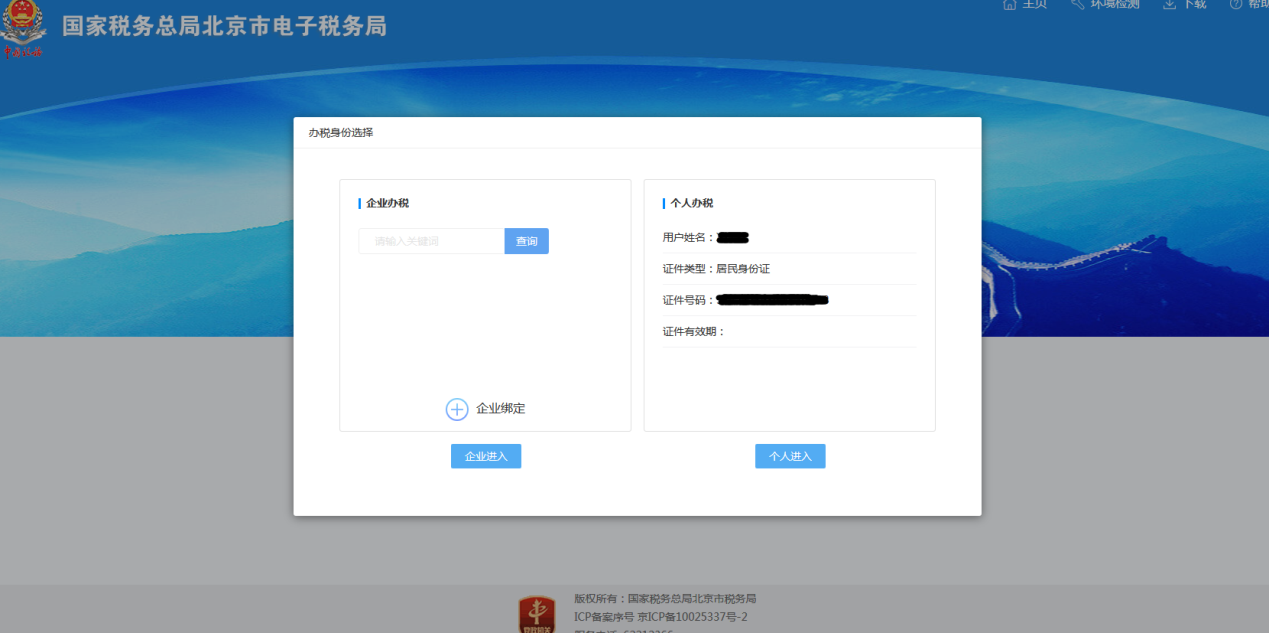 主页 环境检测 下载 帮助
国家税务总局北京市电子税务局
中国税务
办税身份选择
企业办税
请输入关键词 查询
企业绑定
企业进入
个人办税
用户姓名：
证件类型：居民身份证
证件号码：
证件有效期：
个人进入
版权所有：国家税务总局北京市税务局
ICP备案序号 京ICP备10025337号-2